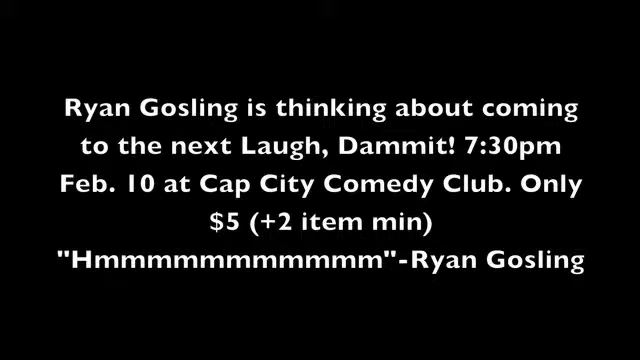 Ryan Gosling is thinking about coming
to the next Laugh, Dammit! 7:30pm
Feb. 10 at Cap City Comedy Club. Only
$5 (+2 item min)
"Hmmmmmmmmmmmm"-Ryan Gosling